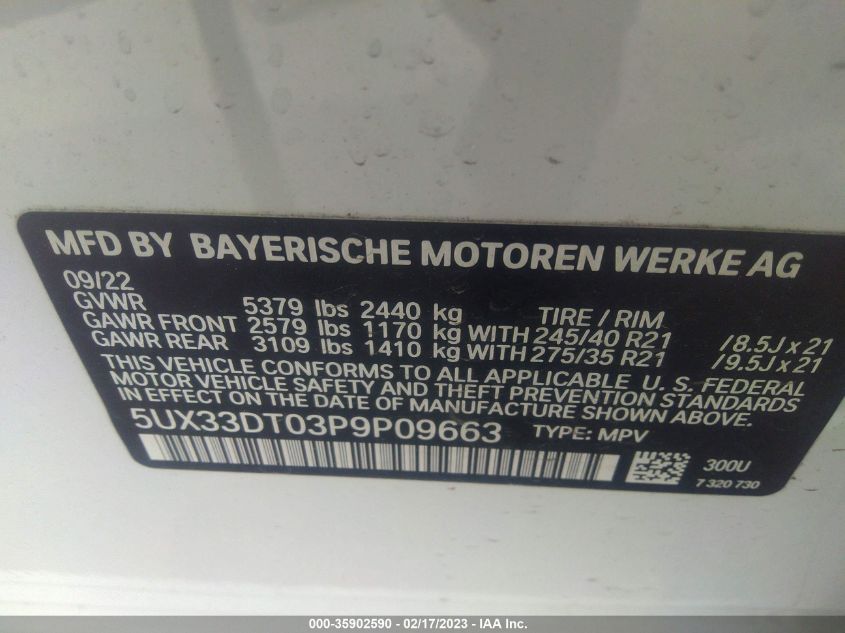 MFD BY BAYERISCHE MOTOREN WERKE AG
09/22
GVWR 5379 lbs 2440 kg TIRE / RIM
GAWR FRONT 2579 lbs 1170 kg WITH 245/40 R21 /8.5J x 21
GAWR REAR 3109 lbs 1410 kg WITH 275/35 R21 /9.5J x 21
THIS VEHICLE CONFORMS TO ALL APPLICABLE U. S. FEDERAL
MOTOR VEHICLE SAFETY AND THEFT PREVENTION STANDARDS
IN EFFECT ON THE DATE OF MANUFACTURE SHOWN ABOVE.
5UX33DT03P9P09663 TYPE: MPV
300U
7 320 730
000-35902590 - 02/17/2023 - IAA Inc.